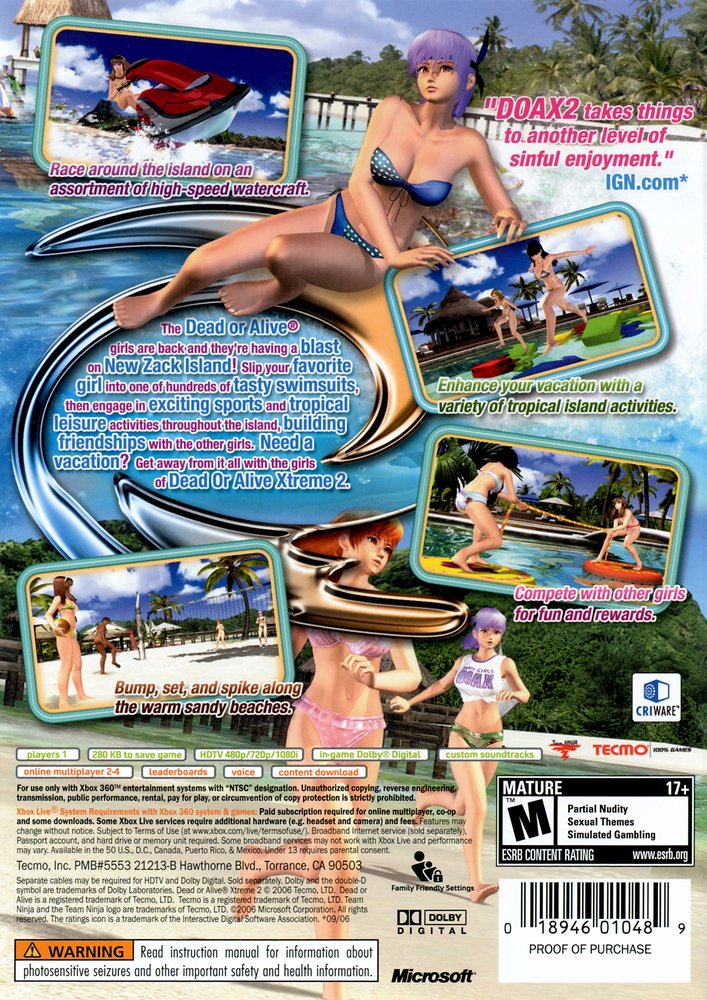 Race around the island on an
assortment of high-speed watercraft.
"DOAX2 takes things
to another level of
sinful enjoyment."
IGN.com*
The Dead or Alive®
girls are back and they're having a blast
on New Zack Island! Slip your favorite
girl into one of hundreds of tasty swimsuits,
then engage in exciting sports and tropical
leisure activities throughout the island, building
friendships with the other girls. Need a
vacation? Get away from it all with the girls
of Dead Or Alive Xtreme 2.
Enhance your vacation with a
variety of tropical island activities.
Compete with other girls
for fun and rewards.
Bump, set, and spike along
the warm sandy beaches.
DOAX
CRIWARE™
TECMO 100% GAMES
players 1
280 KB to save game
HDTV 480p/720p/1080i
in-game Dolby® Digital
custom soundtracks
online multiplayer 2-4
leaderboards
voice
content download
For use only with Xbox 360™ entertainment systems with "NTSC" designation. Unauthorized copying, reverse engineering,
transmission, public performance, rental, pay for play, or circumvention of copy protection is strictly prohibited.
Xbox Live® System Requirements with Xbox 360 system & games: Paid subscription required for online multiplayer, co-op
and some downloads. Some Xbox Live services require additional hardware (e.g. headset and camera) and fees. Features may
change without notice. Subject to Terms of Use (at www.xbox.com/live/termsofuse/). Broadband Internet service (sold separately),
Passport account, and hard drive or memory unit required. Some broadband services may not work with Xbox Live and performance
may vary. Available in the 50 U.S., D.C., Canada, Puerto Rico, & México. Under 13 requires parental consent.
Tecmo, Inc. PMB#5553 21213-B Hawthorne Blvd., Torrance, CA 90503
Separate cables may be required for HDTV and Dolby Digital. Sold separately. Dolby and the double-D
symbol are trademarks of Dolby Laboratories. Dead or Alive® Xtreme 2 © 2006 Tecmo, LTD. Dead or
Alive is a registered trademark of Tecmo, LTD. Tecmo is a registered trademark of Tecmo, LTD. Team
Ninja and the Team Ninja logo are trademarks of Tecmo, LTD. ©2006 Microsoft Corporation. All rights
reserved. The ratings icon is a trademark of the Interactive Digital Software Association. *09/06
Family Friendly Settings
DOLBY
DIGITAL
MATURE 17+
M™
Partial Nudity
Sexual Themes
Simulated Gambling
ESRB CONTENT RATING www.esrb.org
0 18946 01048 9
PROOF OF PURCHASE
WARNING Read instruction manual for information about
photosensitive seizures and other important safety and health information.
Microsoft